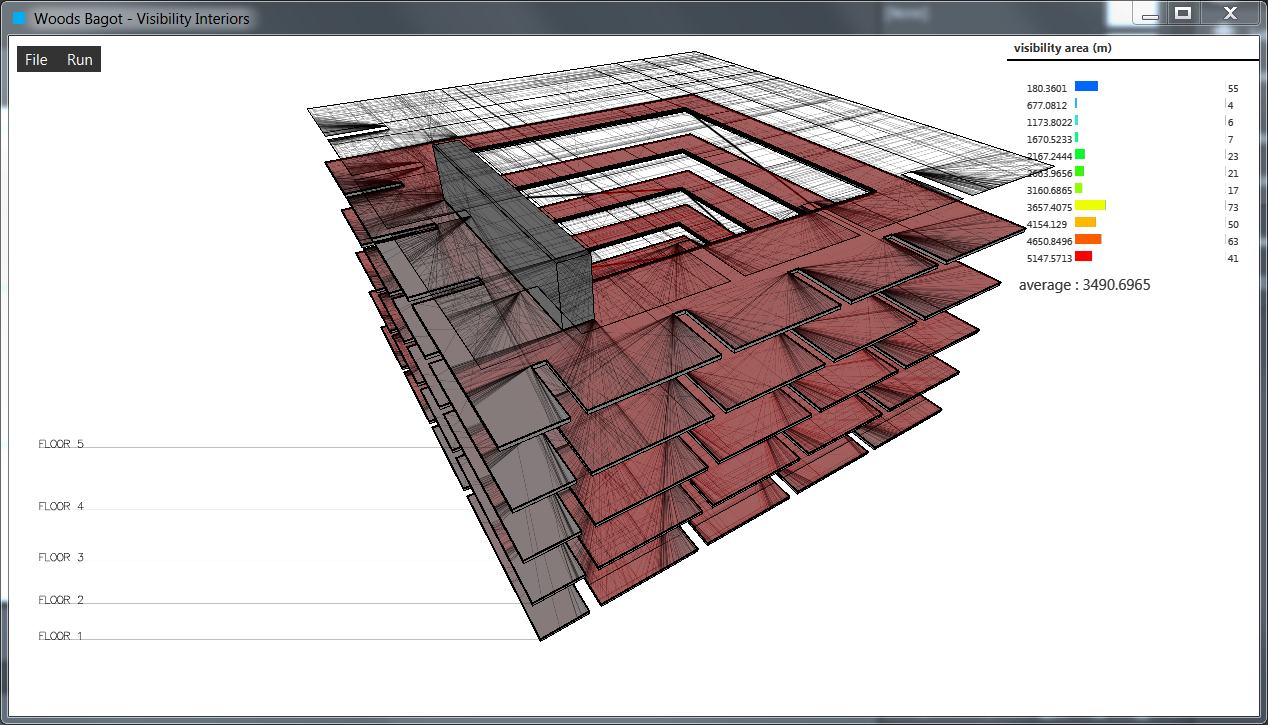 Woods Bagot - Visibility Interiors
File Run
visibility area (m)
180.3601 55
677.0812 4
1173.8022 6
1670.5233 7
2167.2444 23
2663.9656 21
3160.6865 17
3657.4075 73
4154.129 50
4650.8496 63
5147.5713 41
average : 3490.6965
FLOOR 5
FLOOR 4
FLOOR 3
FLOOR 2
FLOOR 1